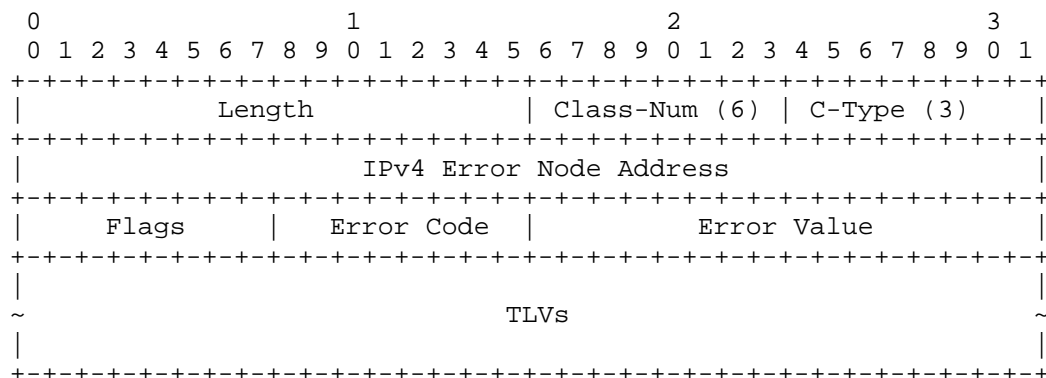 0                   1                   2                   3
 0 1 2 3 4 5 6 7 8 9 0 1 2 3 4 5 6 7 8 9 0 1 2 3 4 5 6 7 8 9 0 1
+-+-+-+-+-+-+-+-+-+-+-+-+-+-+-+-+-+-+-+-+-+-+-+-+-+-+-+-+-+-+-+-+
|            Length             | Class-Num (6) | C-Type (3)    |
+-+-+-+-+-+-+-+-+-+-+-+-+-+-+-+-+-+-+-+-+-+-+-+-+-+-+-+-+-+-+-+-+
|                     IPv4 Error Node Address                   |
+-+-+-+-+-+-+-+-+-+-+-+-+-+-+-+-+-+-+-+-+-+-+-+-+-+-+-+-+-+-+-+-+
|     Flags     |   Error Code  |          Error Value          |
+-+-+-+-+-+-+-+-+-+-+-+-+-+-+-+-+-+-+-+-+-+-+-+-+-+-+-+-+-+-+-+-+
|                                                               |
~                              TLVs                             ~
|                                                               |
+-+-+-+-+-+-+-+-+-+-+-+-+-+-+-+-+-+-+-+-+-+-+-+-+-+-+-+-+-+-+-+-+